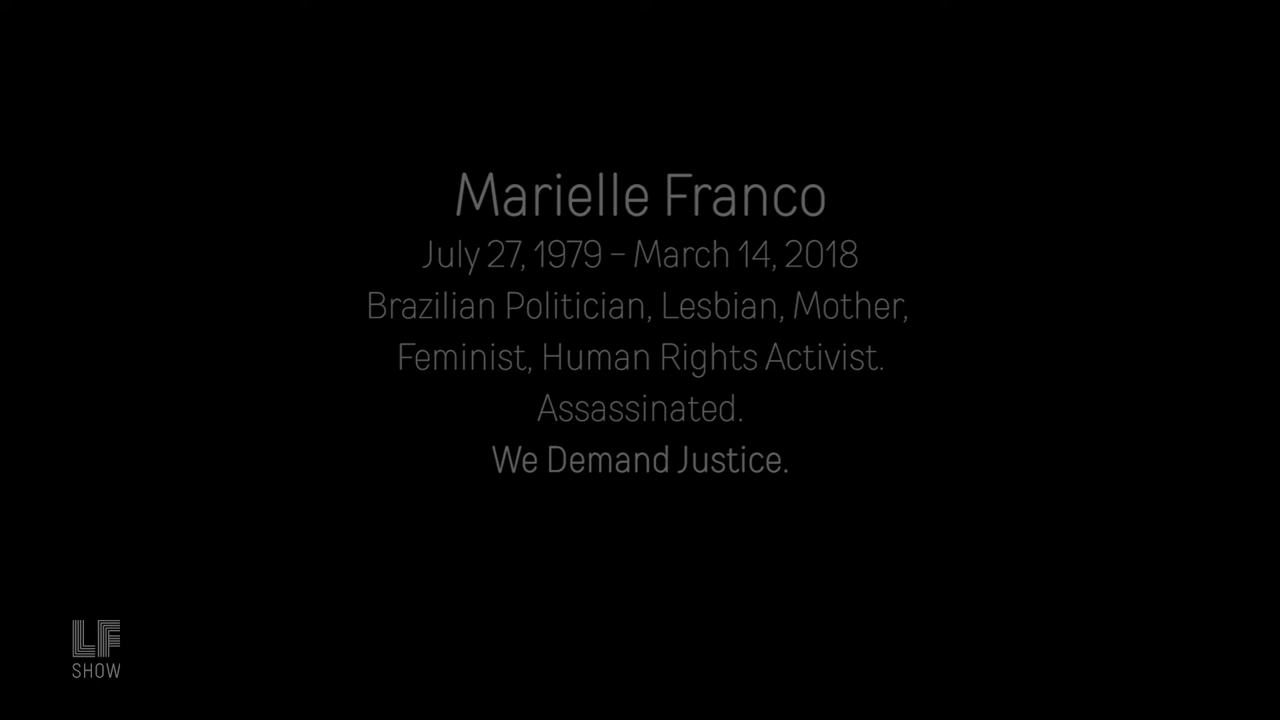 Marielle Franco
July 27, 1979 – March 14, 2018
Brazilian Politician, Lesbian, Mother,
Feminist, Human Rights Activist.
Assassinated.
We Demand Justice.
LF
SHOW